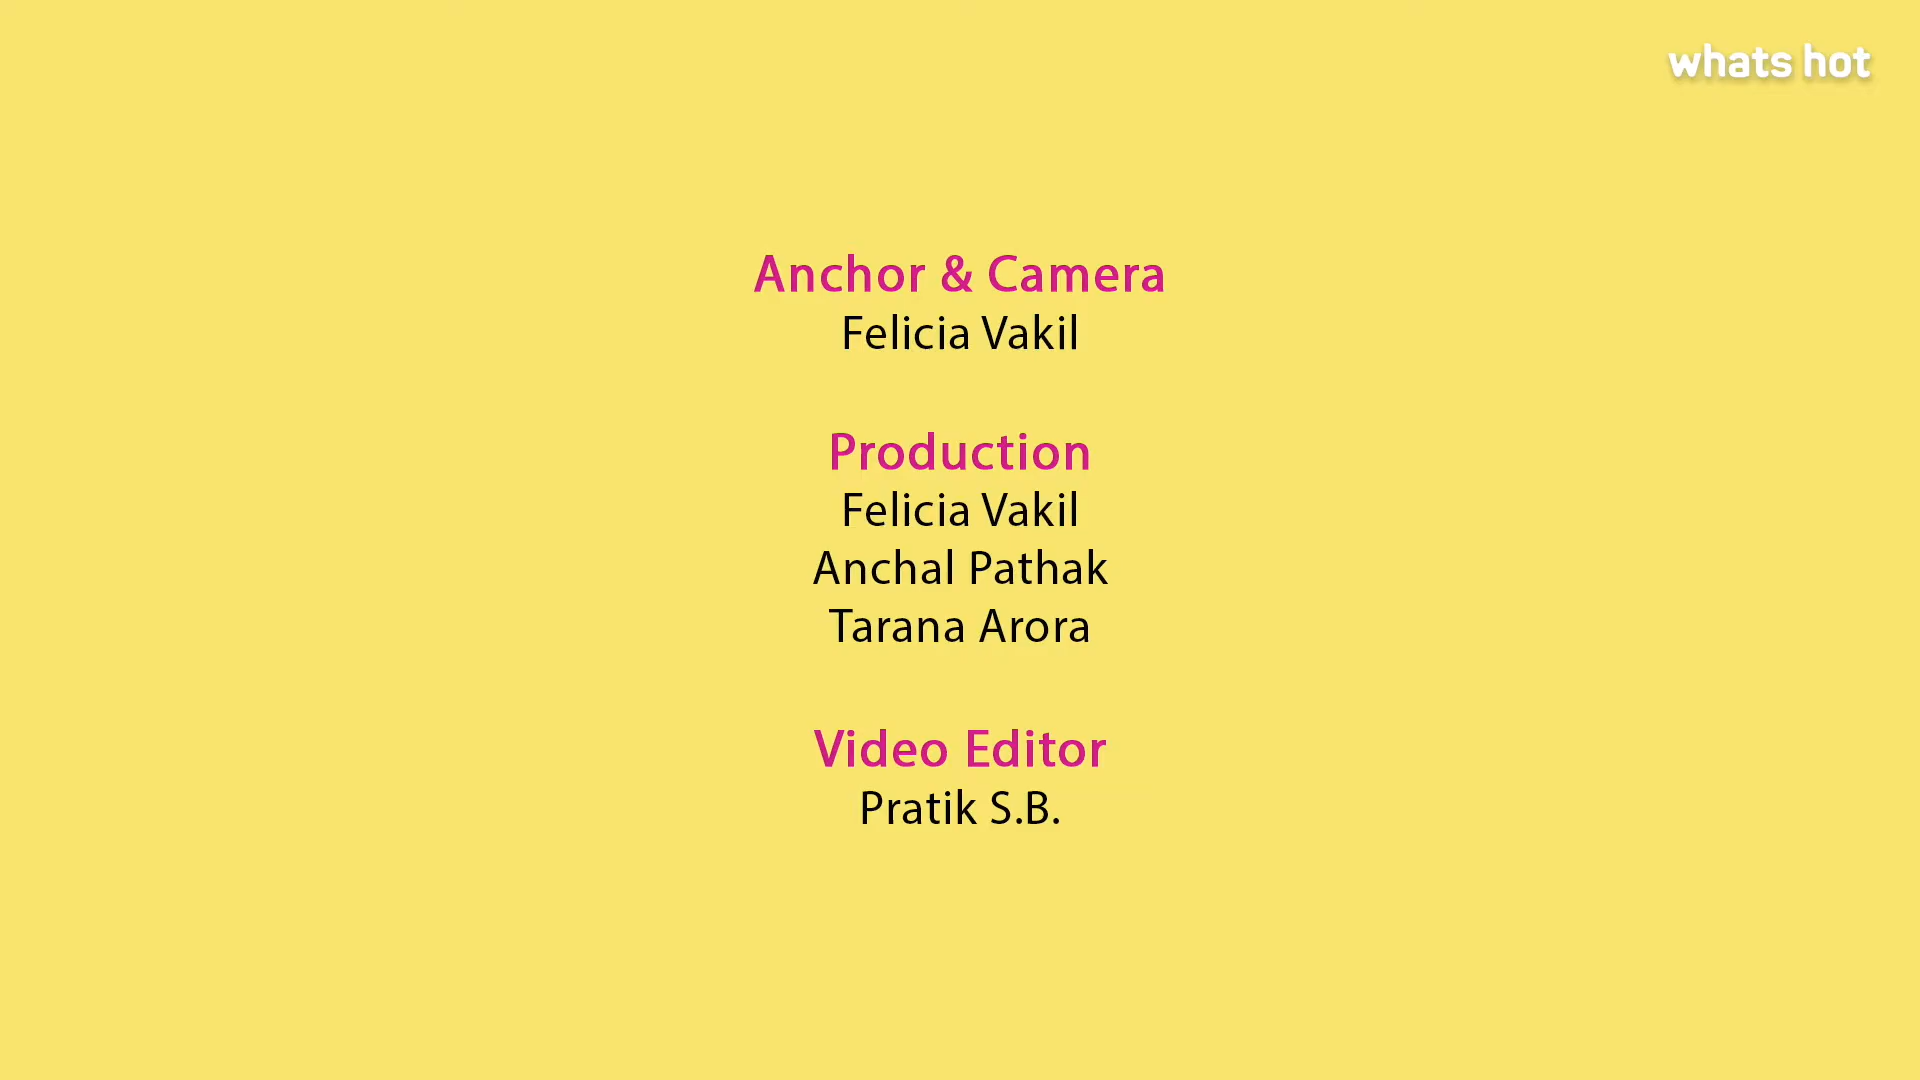 whats hot
Anchor & Camera
Felicia Vakil
Production
Felicia Vakil
Anchal Pathak
Tarana Arora
Video Editor
Pratik S.B.